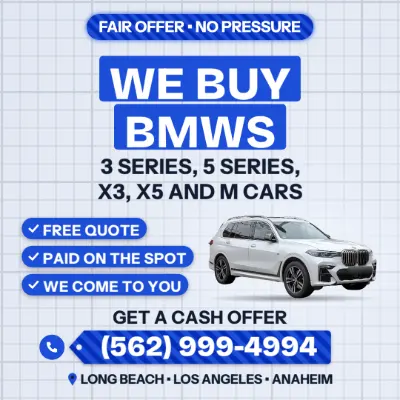 FAIR OFFER • NO PRESSURE
WE BUY
BMWS
3 SERIES, 5 SERIES,
X3, X5 AND M CARS
FREE QUOTE
PAID ON THE SPOT
WE COME TO YOU
GET A CASH OFFER
(562) 999-4994
LONG BEACH • LOS ANGELES • ANAHEIM